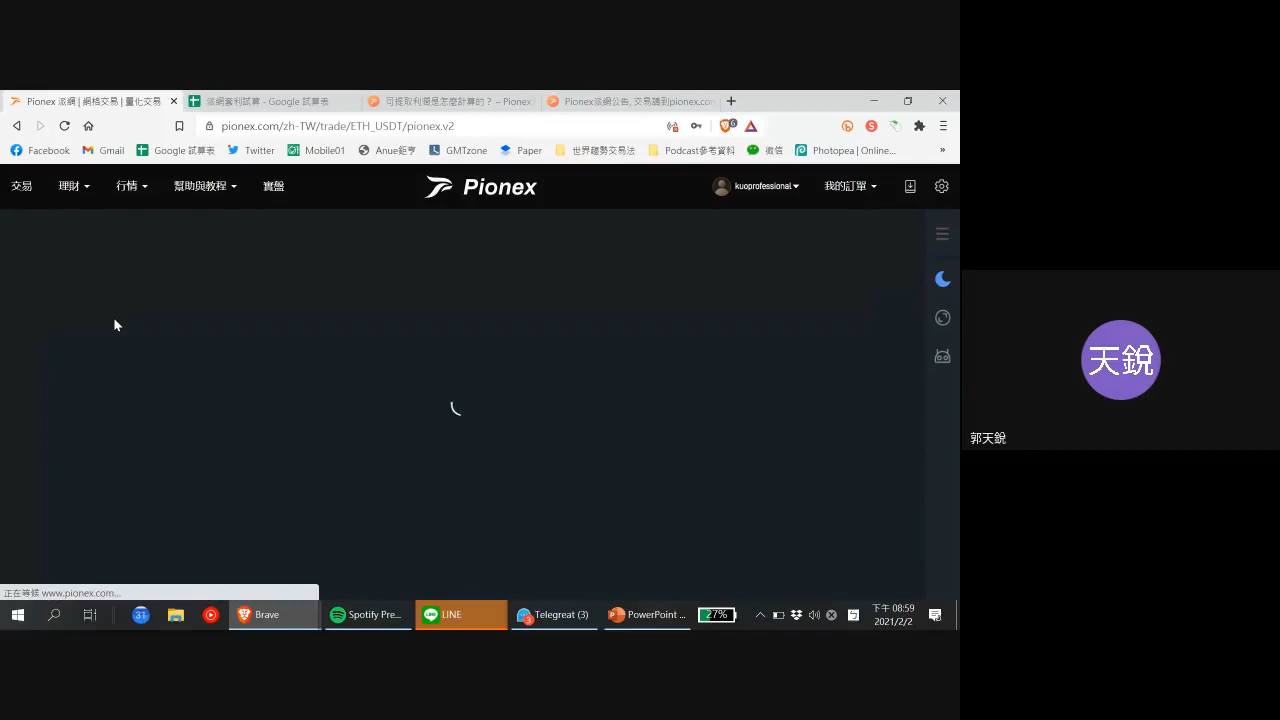 Pionex 派網 | 網格交易 | 量化交易
派網套利試算 - Google 試算表
可提取利潤是怎麼計算的？ – Pionex
Pionex派網公告, 交易請到pionex.com
pionex.com/zh-TW/trade/ETH_USDT/pionex.v2
6
Facebook
Gmail
Google 試算表
Twitter
Mobile01
Anue鉅亨
GMTzone
Paper
世界趨勢交易法
Podcast參考資料
微信
Photopea | Online...
»
交易
理財
行情
幫助與教程
實盤
Pionex
kuoprofessional
我的訂單
天銳
郭天銳
正在等候 www.pionex.com...
31
Brave
Spotify Pre...
LINE
3
Telegreat (3)
PowerPoint ...
27%
下午 08:59
2021/2/2